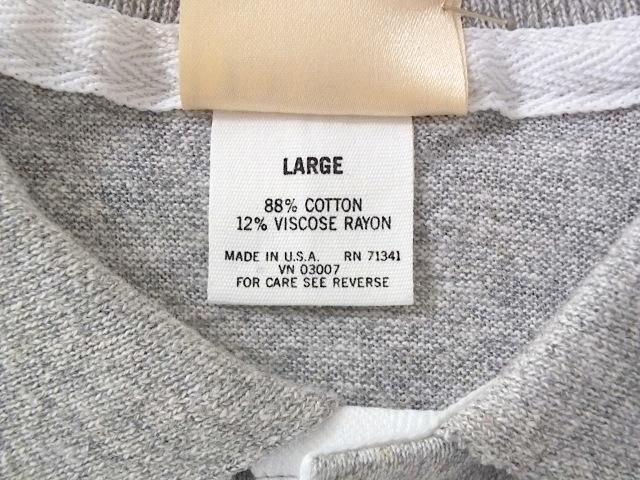 LARGE
88% COTTON
12% VISCOSE RAYON
MADE IN U.S.A. RN 71341
VN 03007
FOR CARE SEE REVERSE